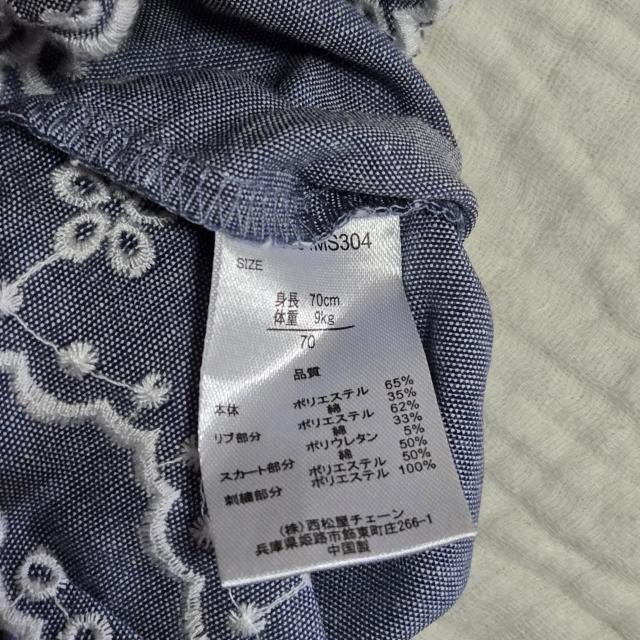 MS304
SIZE
身長 70cm
体重 9kg
70
品質
本体 ポリエステル 65%
綿 35%
リブ部分 ポリエステル 62%
綿 33%
ポリウレタン 5%
スカート部分 綿 50%
ポリエステル 50%
刺繍部分 ポリエステル 100%
(株)西松屋チェーン
兵庫県姫路市飾東町庄266-1
中国製